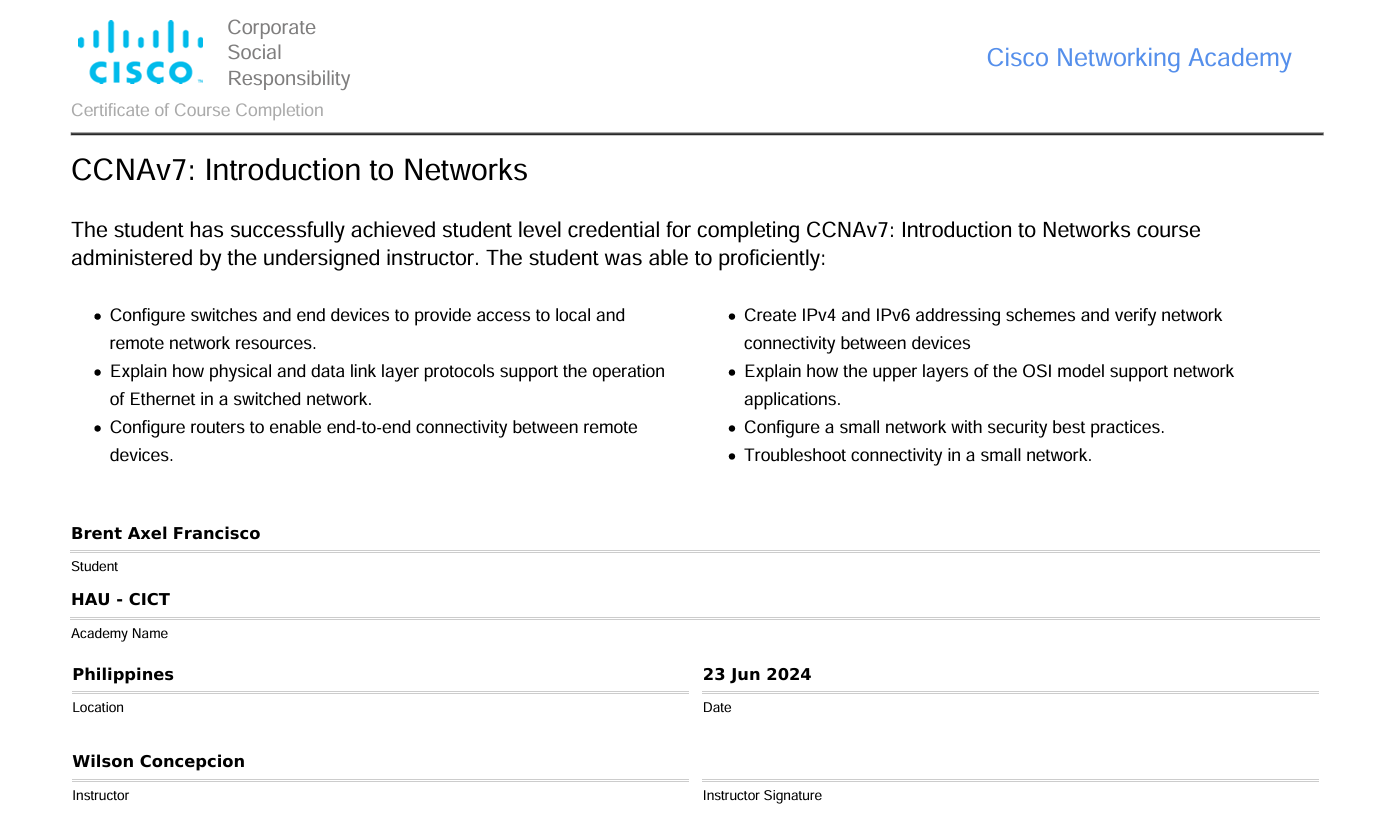 CISCO
Corporate
Social
Responsibility
Cisco Networking Academy
Certificate of Course Completion
CCNAv7: Introduction to Networks
The student has successfully achieved student level credential for completing CCNAv7: Introduction to Networks course
administered by the undersigned instructor. The student was able to proficiently:
• Configure switches and end devices to provide access to local and
remote network resources.
• Explain how physical and data link layer protocols support the operation
of Ethernet in a switched network.
• Configure routers to enable end-to-end connectivity between remote
devices.
• Create IPv4 and IPv6 addressing schemes and verify network
connectivity between devices
• Explain how the upper layers of the OSI model support network
applications.
• Configure a small network with security best practices.
• Troubleshoot connectivity in a small network.
Brent Axel Francisco
Student
HAU - CICT
Academy Name
Philippines
Location
23 Jun 2024
Date
Wilson Concepcion
Instructor
Instructor Signature